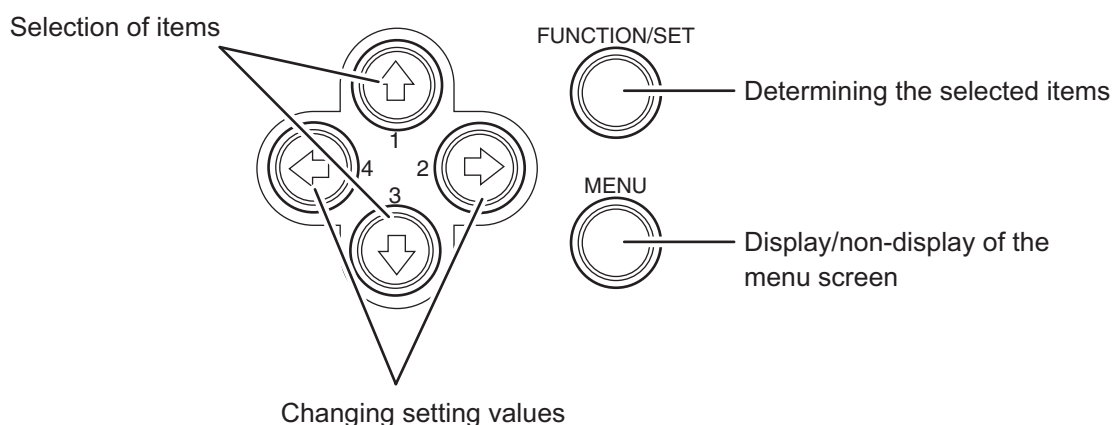 Selection of items
FUNCTION/SET
Determining the selected items
1
4
2
3
MENU
Display/non-display of the
menu screen
Changing setting values